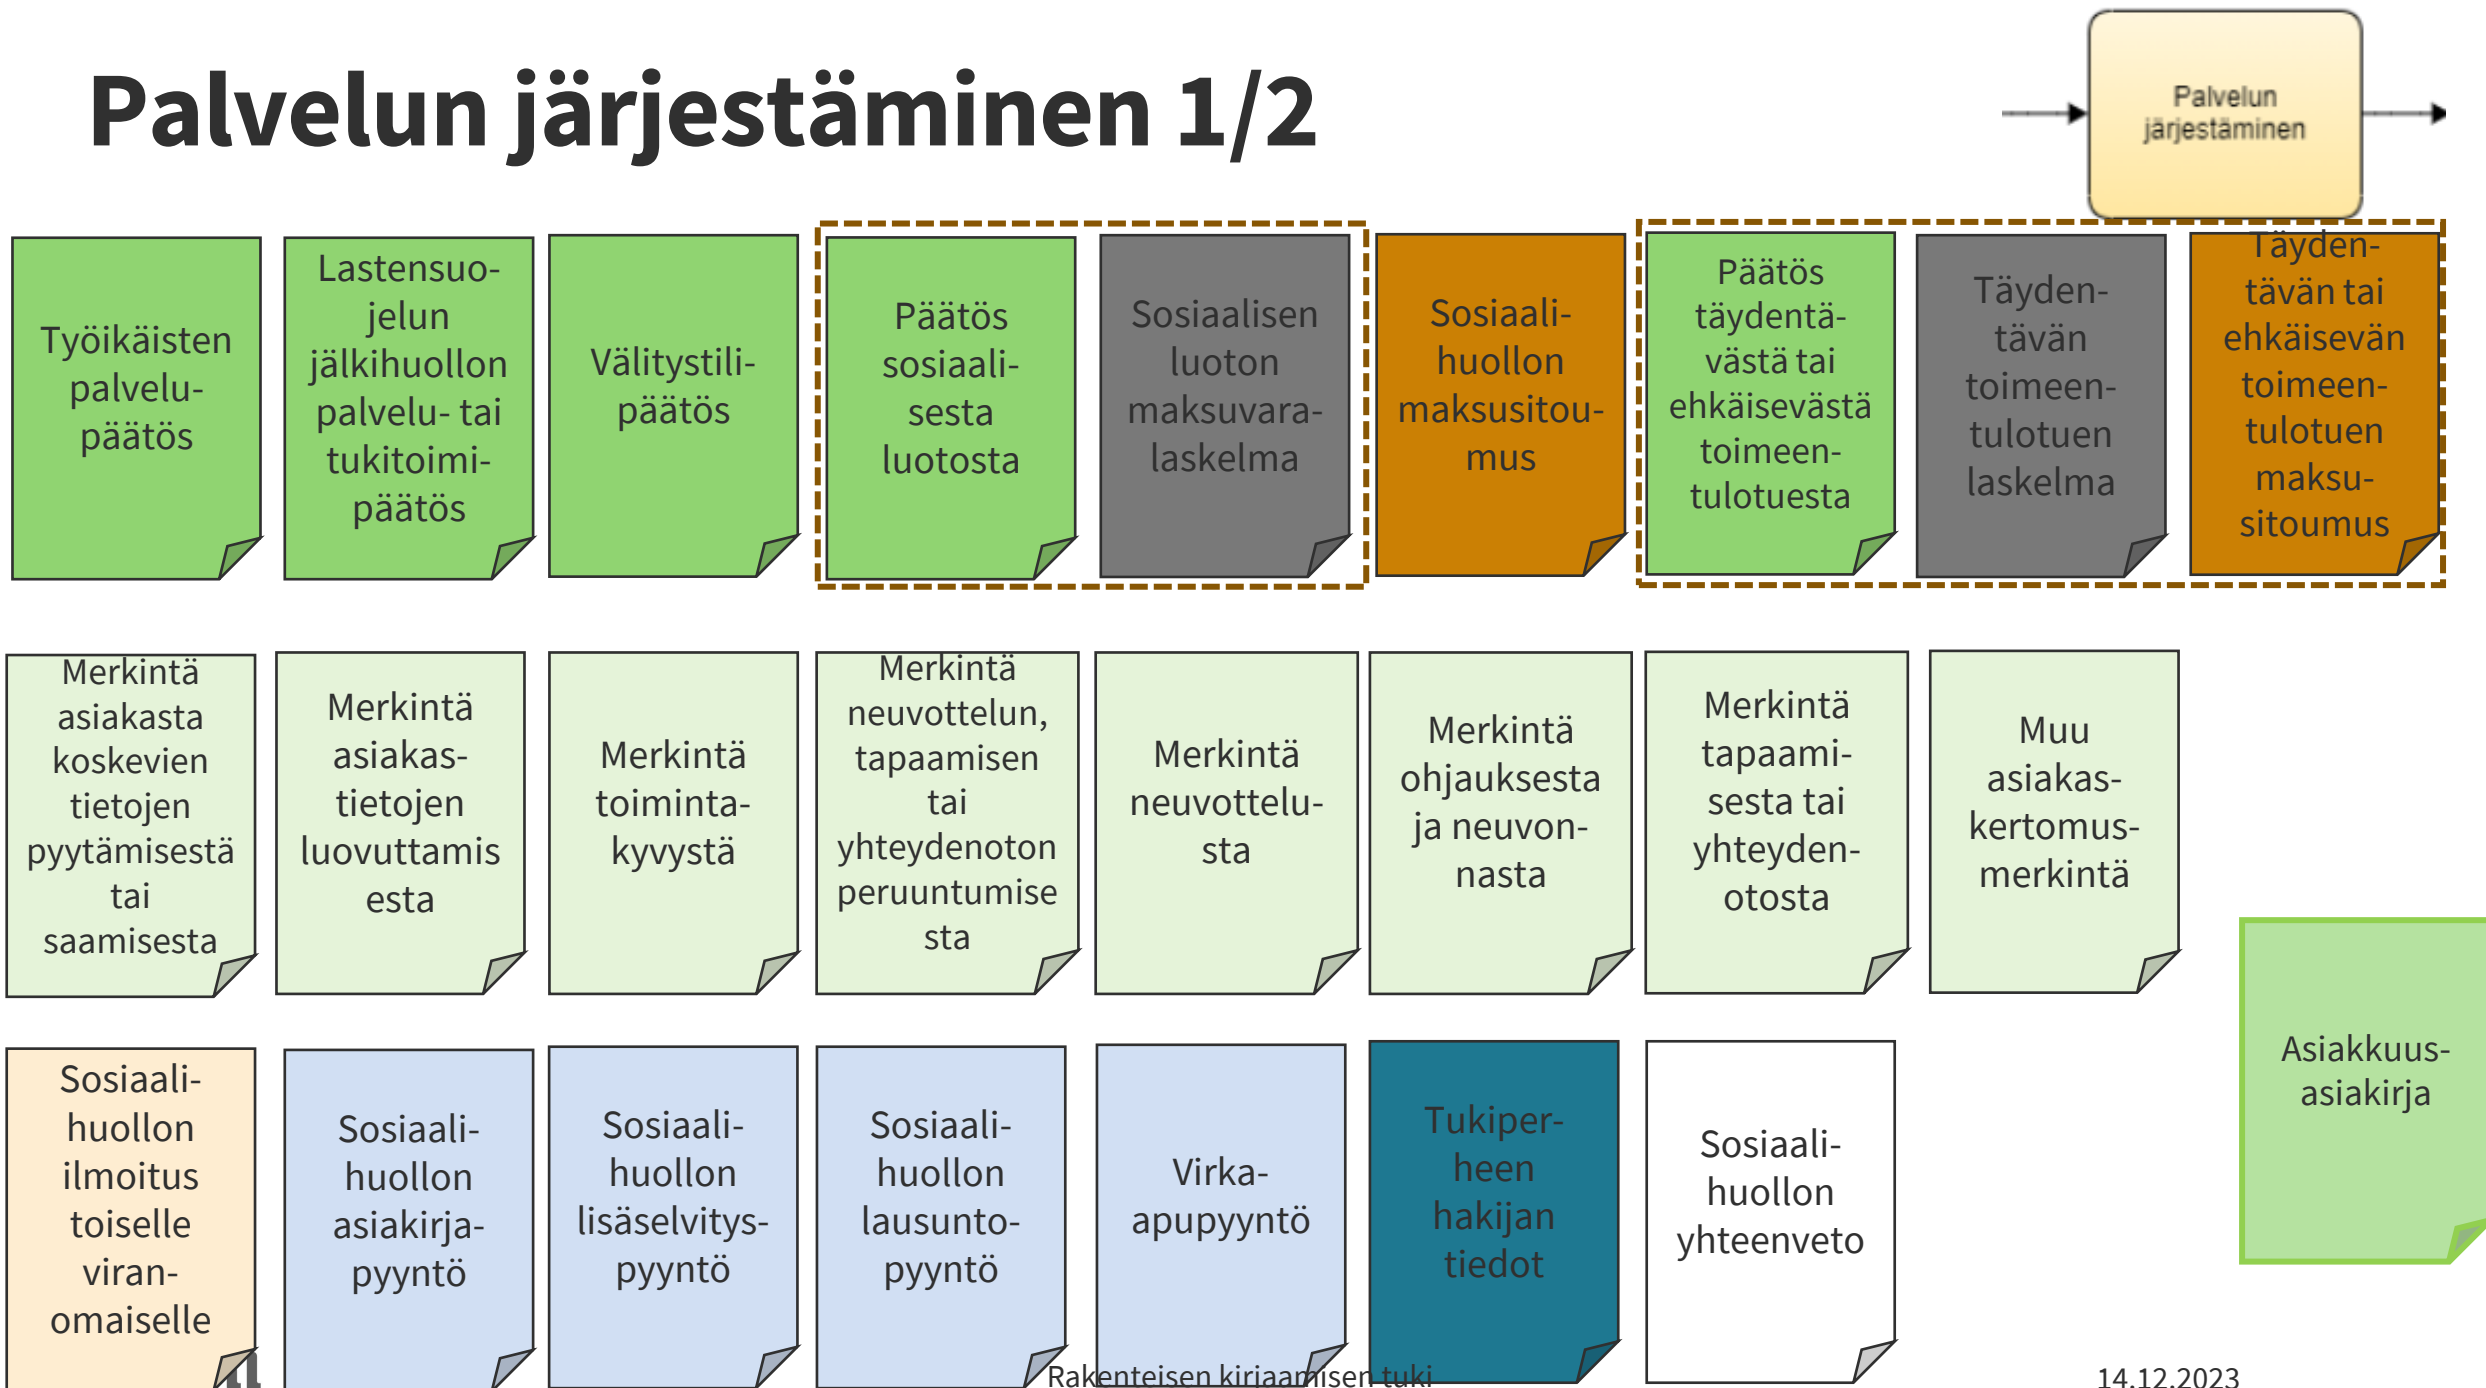 Palvelun järjestäminen 1/2
Palvelun
järjestäminen
Työikäisten
palvelu-
päätös
Lastensuo-
jelun
jälkihuollon
palvelu- tai
tukitoimi-
päätös
Välitystili-
päätös
Päätös
sosiaali-
sesta
luotosta
Sosiaalisen
luoton
maksuvara-
laskelma
Sosiaali-
huollon
maksusitou-
mus
Päätös
täydentä-
västä tai
ehkäisevästä
toimeen-
tulotuesta
Täyden-
tävän
toimeen-
tulotuen
laskelma
Täyden-
tävän tai
ehkäisevän
toimeen-
tulotuen
maksu-
sitoumus
Merkintä
asiakasta
koskevien
tietojen
pyytämisestä
tai
saamisesta
Merkintä
asiakas-
tietojen
luovuttamis
esta
Merkintä
toiminta-
kyvystä
Merkintä
neuvottelun,
tapaamisen
tai
yhteydenoton
peruuntumise
sta
Merkintä
neuvottelu-
sta
Merkintä
ohjauksesta
ja neuvon-
nasta
Merkintä
tapaami-
sesta tai
yhteyden-
otosta
Muu
asiakas-
kertomus-
merkintä
Asiakkuus-
asiakirja
Sosiaali-
huollon
ilmoitus
toiselle
viran-
omaiselle
Sosiaali-
huollon
asiakirja-
pyyntö
Sosiaali-
huollon
lisäselvitys-
pyyntö
Sosiaali-
huollon
lausunto-
pyyntö
Virka-
apupyyntö
Tukiper-
heen
hakijan
tiedot
Sosiaali-
huollon
yhteenveto
Rakenteisen kirjaamisen tuki
14.12.2023